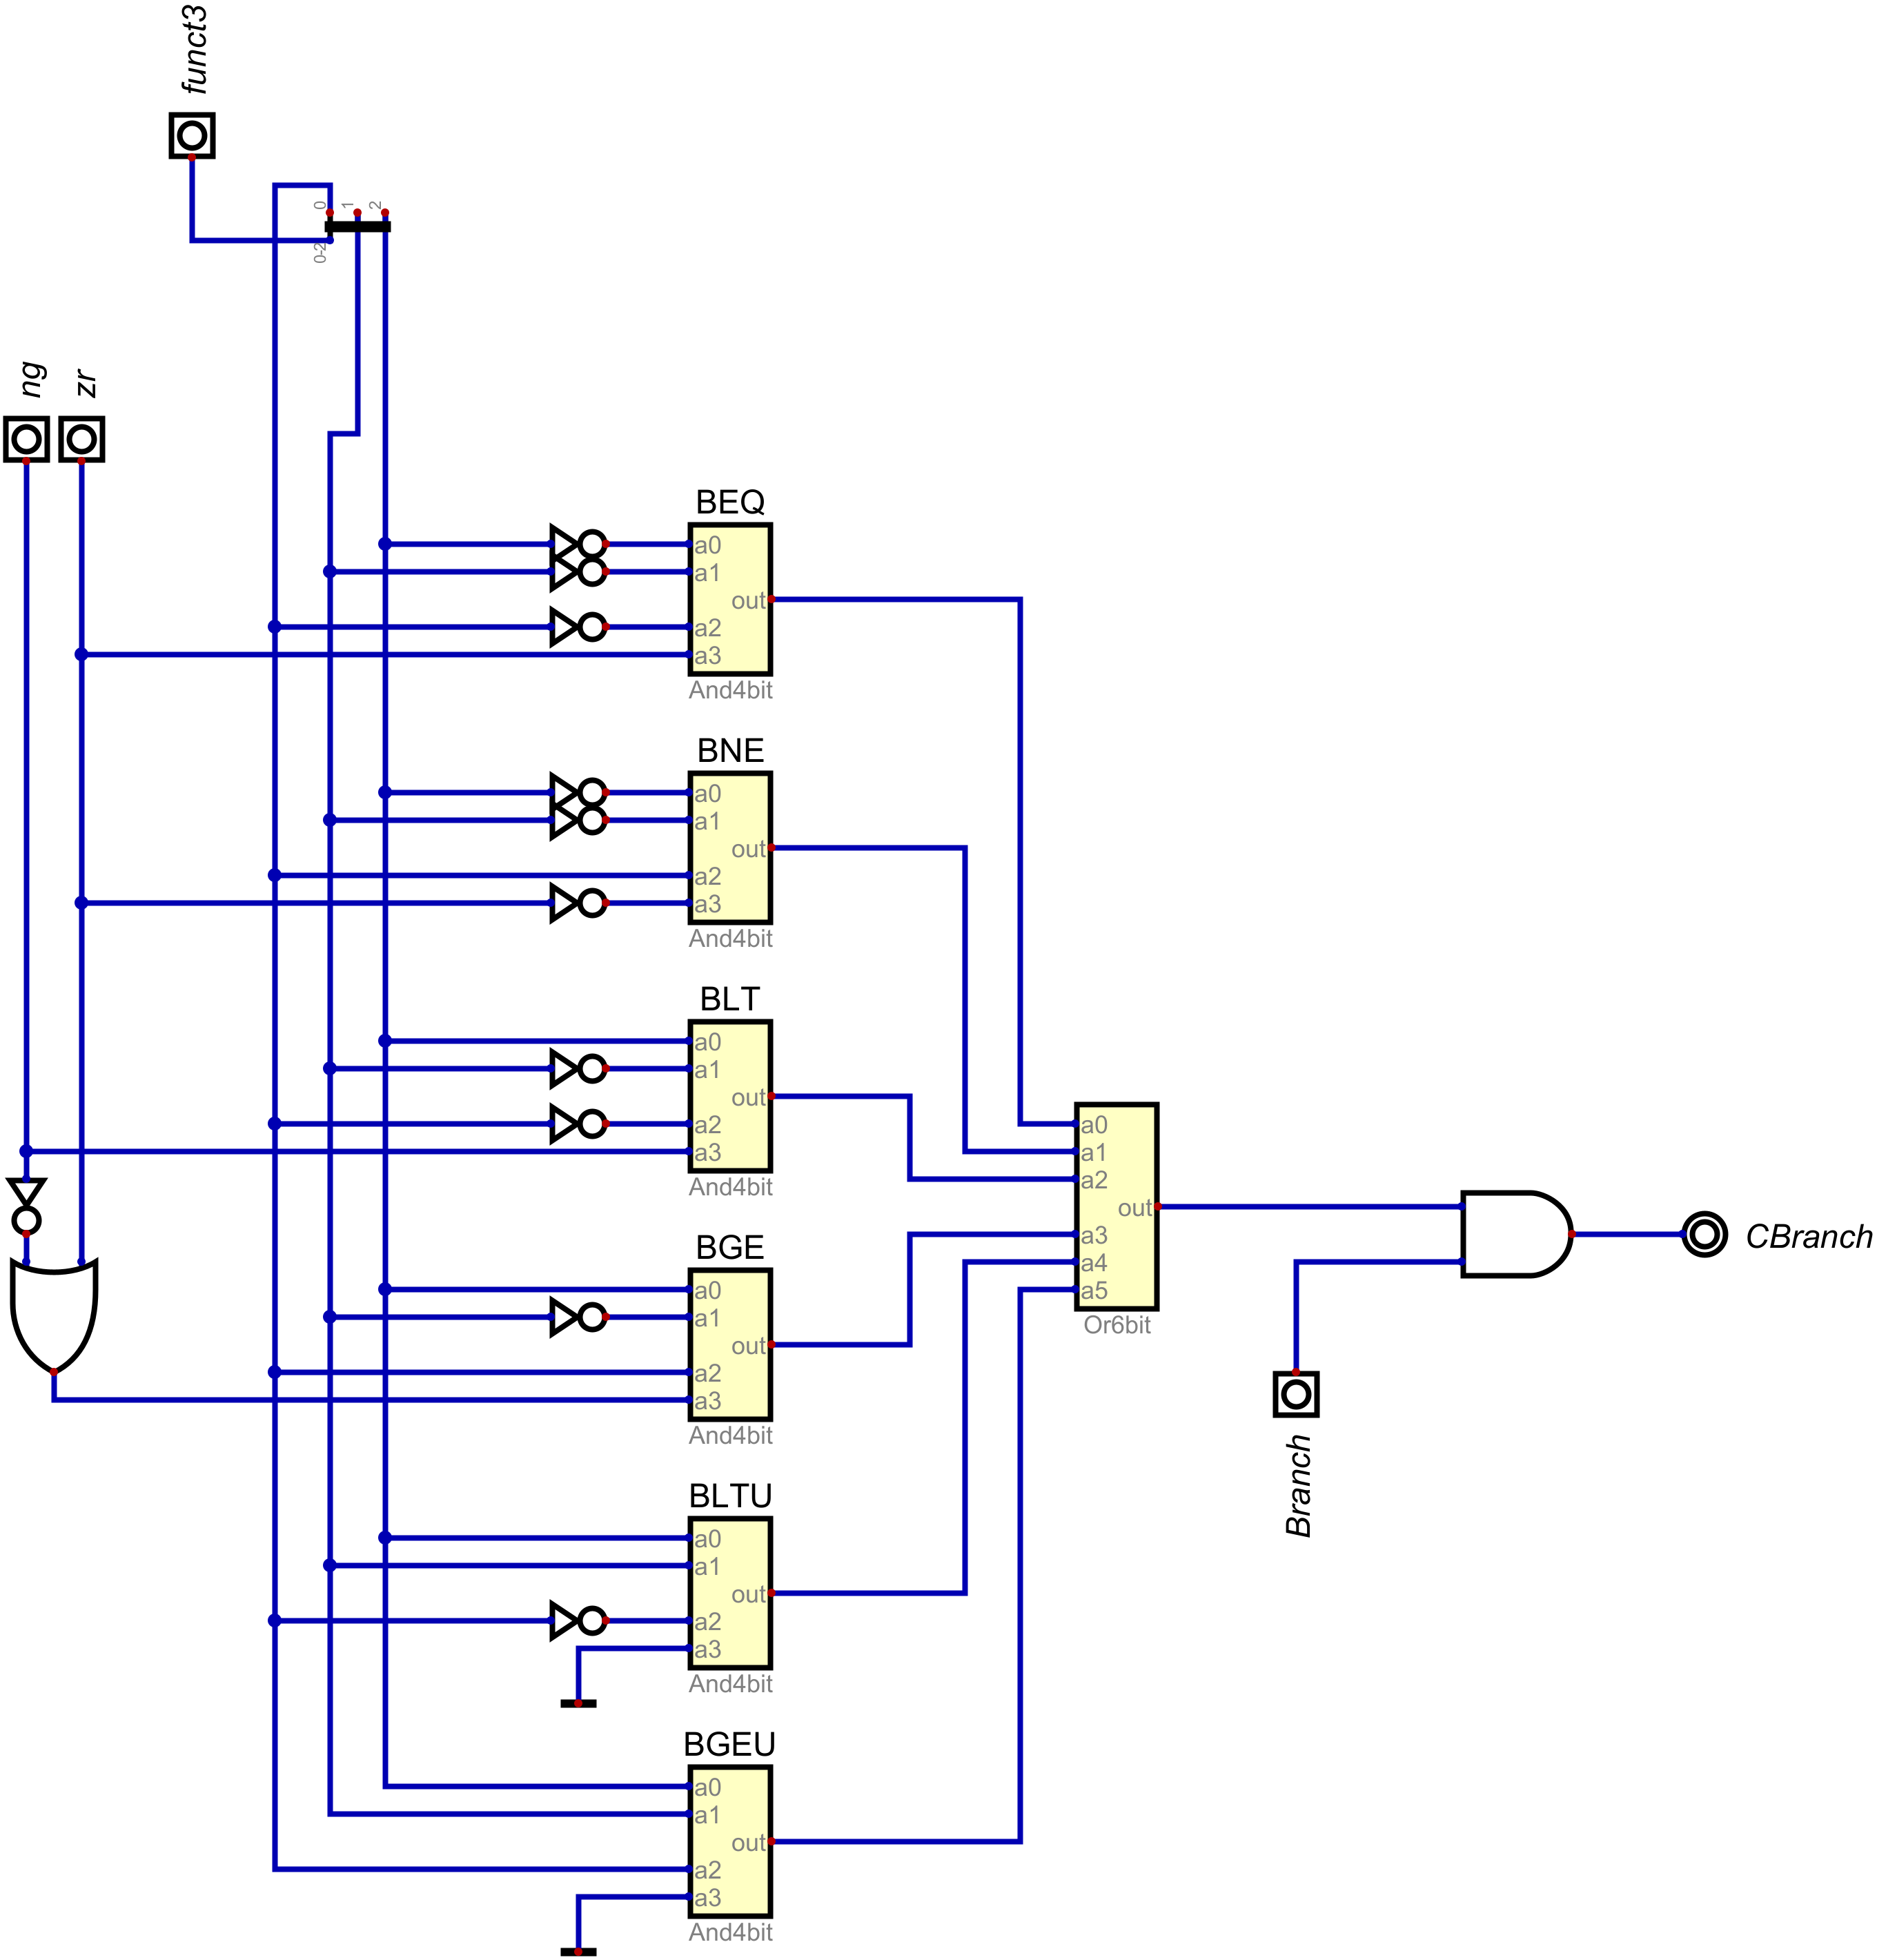 funct3
0
1
2
0-2
ng
zr
BEQ
a0
a1
out
a2
a3
And4bit
BNE
a0
a1
out
a2
a3
And4bit
BLT
a0
a1
out
a2
a3
And4bit
BGE
a0
a1
out
a2
a3
And4bit
BLTU
a0
a1
out
a2
a3
And4bit
BGEU
a0
a1
out
a2
a3
And4bit
a0
a1
a2
out
a3
a4
a5
Or6bit
CBranch
Branch